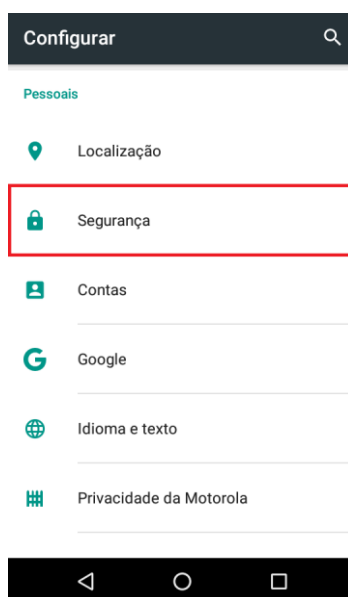 Configurar
Pessoais
Localização
Segurança
Contas
Google
Idioma e texto
Privacidade da Motorola